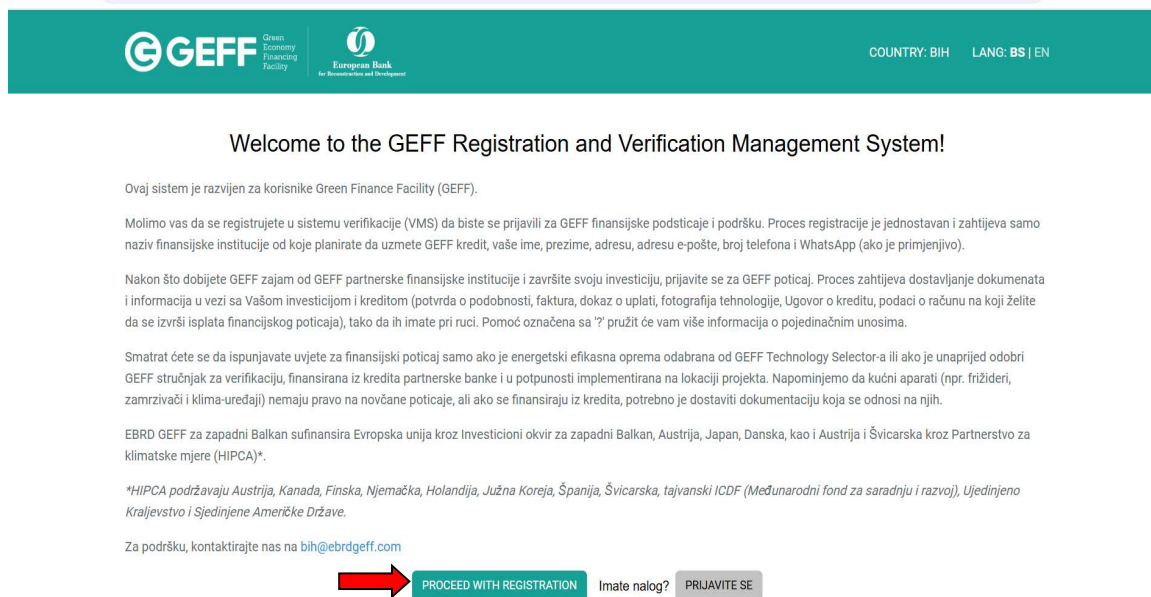 GEFF
Green
Economy
Financing
Facility
European Bank
for Reconstruction and Development
COUNTRY: BIH LANG: BS | EN
Welcome to the GEFF Registration and Verification Management System!
Ovaj sistem je razvijen za korisnike Green Finance Facility (GEFF).
Molimo vas da se registrujete u sistemu verifikacije (VMS) da biste se prijavili za GEFF finansijske podsticaje i podršku. Proces registracije je jednostavan i zahtijeva samo
naziv finansijske institucije od koje planirate da uzmete GEFF kredit, vaše ime, prezime, adresu, adresu e-pošte, broj telefona i WhatsApp (ako je primjenjivo).
Nakon što dobijete GEFF zajam od GEFF partnerske finansijske institucije i završite svoju investiciju, prijavite se za GEFF poticaj. Proces zahtijeva dostavljanje dokumenata
i informacija u vezi sa Vašom investicijom i kreditom (potvrda o podobnosti, faktura, dokaz o uplati, fotografija tehnologije, Ugovor o kreditu, podaci o računu na koji želite
da se izvrši isplata financijskog poticaja), tako da ih imate pri ruci. Pomoć označena sa '?' pružit će vam više informacija o pojedinačnim unosima.
Smatrat ćete se da ispunjavate uvjete za finansijski poticaj samo ako je energetski efikasna oprema odabrana od GEFF Technology Selector-a ili ako je unaprijed odobri
GEFF stručnjak za verifikaciju, finansirana iz kredita partnerske banke i u potpunosti implementirana na lokaciji projekta. Napominjemo da kućni aparati (npr. frižideri,
zamrzivači i klima-uređaji) nemaju pravo na novčane poticaje, ali ako se finansiraju iz kredita, potrebno je dostaviti dokumentaciju koja se odnosi na njih.
EBRD GEFF za zapadni Balkan sufinansira Evropska unija kroz Investicioni okvir za zapadni Balkan, Austrija, Japan, Danska, kao i Austrija i Švicarska kroz Partnerstvo za
klimatske mjere (HIPCA)*.
*HIPCA podržavaju Austrija, Kanada, Finska, Njemačka, Holandija, Južna Koreja, Španija, Švicarska, tajvanski ICDF (Međunarodni fond za saradnju i razvoj), Ujedinjeno
Kraljevstvo i Sjedinjene Američke Države.
Za podršku, kontaktirajte nas na bih@ebrdgeff.com
PROCEED WITH REGISTRATION Imate nalog? PRIJAVITE SE